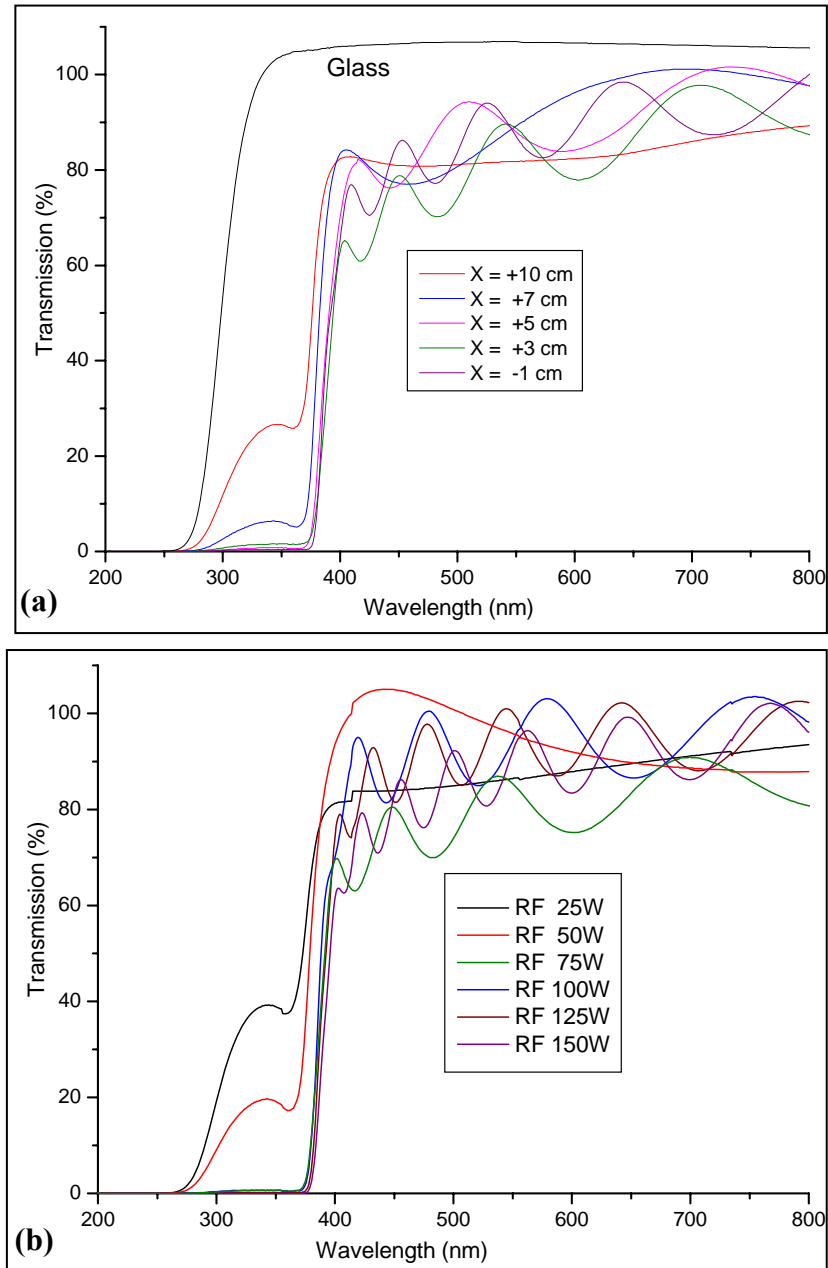 100
80
60
40
20
0
Transmission (%)
Glass
X = +10 cm
X = +7 cm
X = +5 cm
X = +3 cm
X = -1 cm
200 300 400 500 600 700 800
Wavelength (nm)
(a)
100
80
60
40
20
0
Transmission (%)
RF 25W
RF 50W
RF 75W
RF 100W
RF 125W
RF 150W
200 300 400 500 600 700 800
Wavelength (nm)
(b)